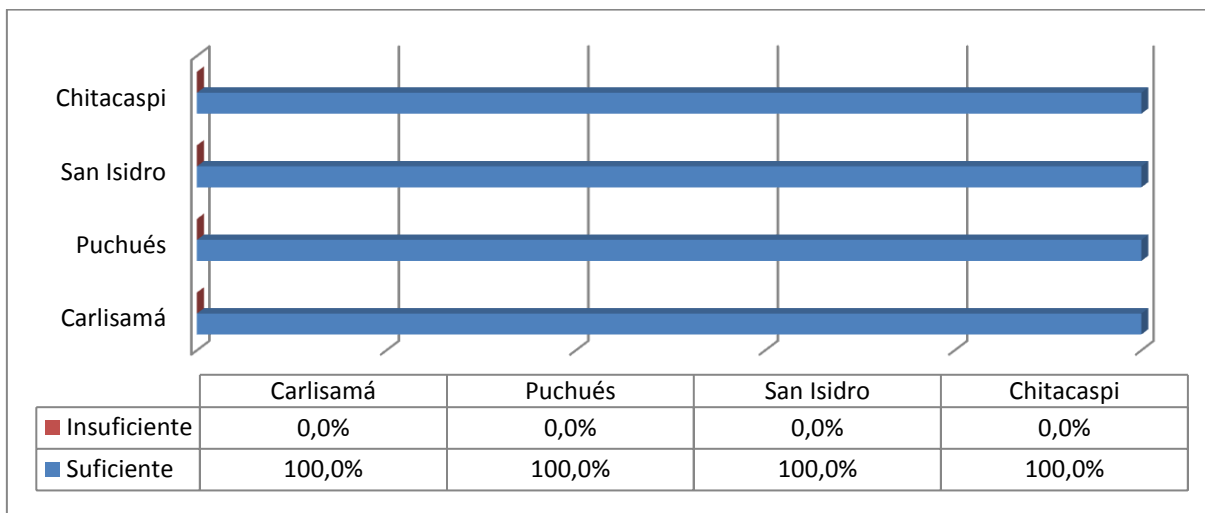 Chitacaspi
San Isidro
Puchués
Carlisamá
Carlisamá Puchués San Isidro Chitacaspi
Insuficiente 0,0% 0,0% 0,0% 0,0%
Suficiente 100,0% 100,0% 100,0% 100,0%